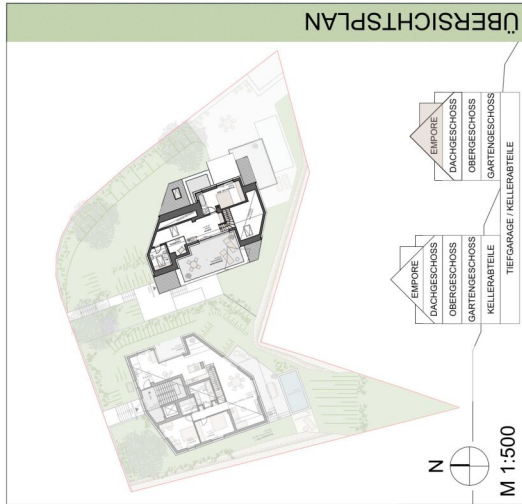 ÜBERSICHTSPLAN
EMPORE
DACHGESCHOSS
OBERGESCHOSS
GARTENGESCHOSS
KELLERABTEILE
EMPORE
DACHGESCHOSS
OBERGESCHOSS
GARTENGESCHOSS
TIEFGARAGE / KELLERABTEILE
N
M 1:500